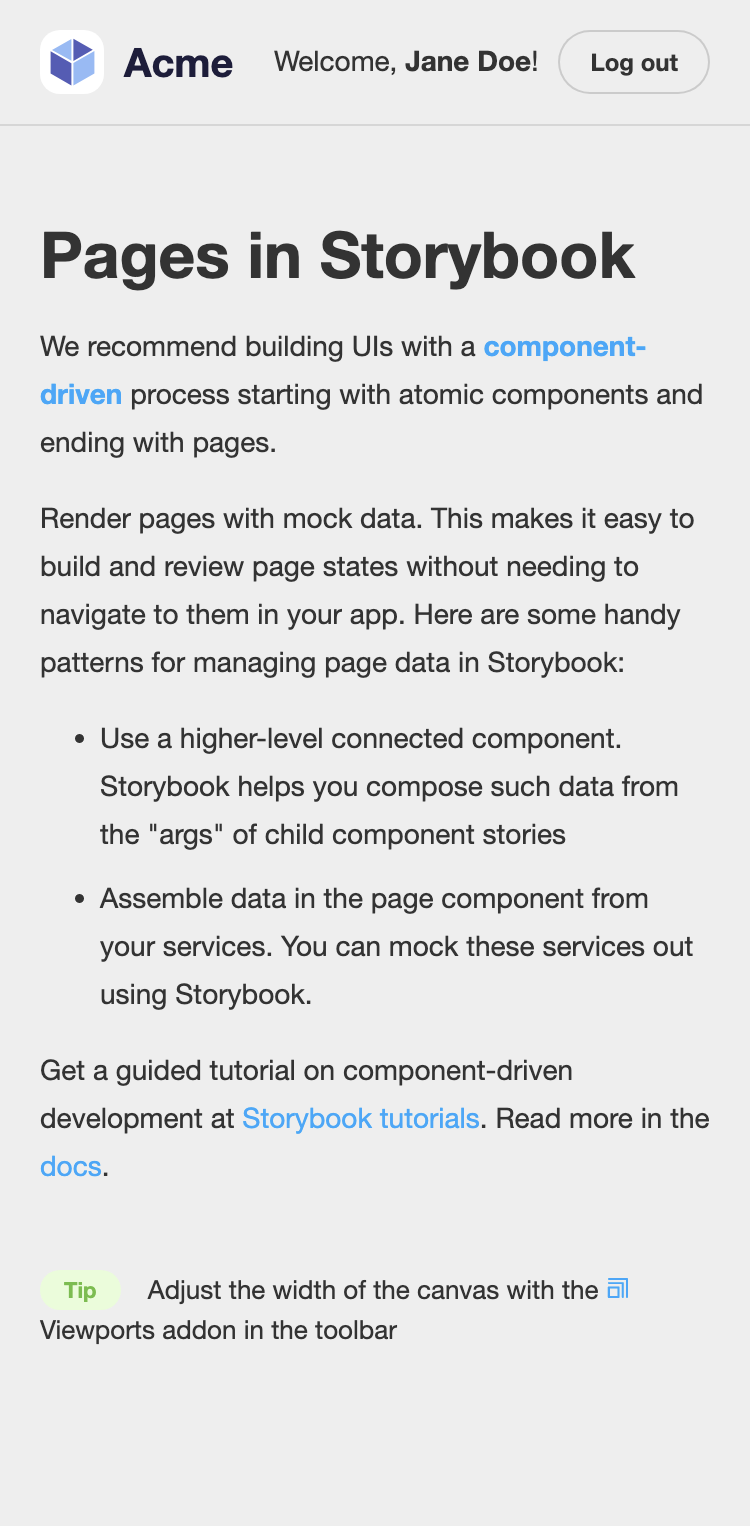 Acme
Welcome, Jane Doe!
Log out
Pages in Storybook
We recommend building UIs with a component-
driven process starting with atomic components and
ending with pages.
Render pages with mock data. This makes it easy to
build and review page states without needing to
navigate to them in your app. Here are some handy
patterns for managing page data in Storybook:
• Use a higher-level connected component.
Storybook helps you compose such data from
the "args" of child component stories
• Assemble data in the page component from
your services. You can mock these services out
using Storybook.
Get a guided tutorial on component-driven
development at Storybook tutorials. Read more in the
docs.
Tip Adjust the width of the canvas with the
Viewports addon in the toolbar